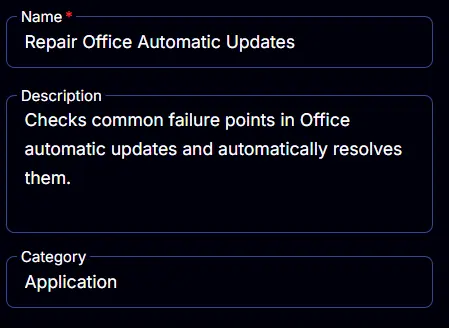 Name *
Repair Office Automatic Updates
Description
Checks common failure points in Office
automatic updates and automatically resolves
them.
Category
Application